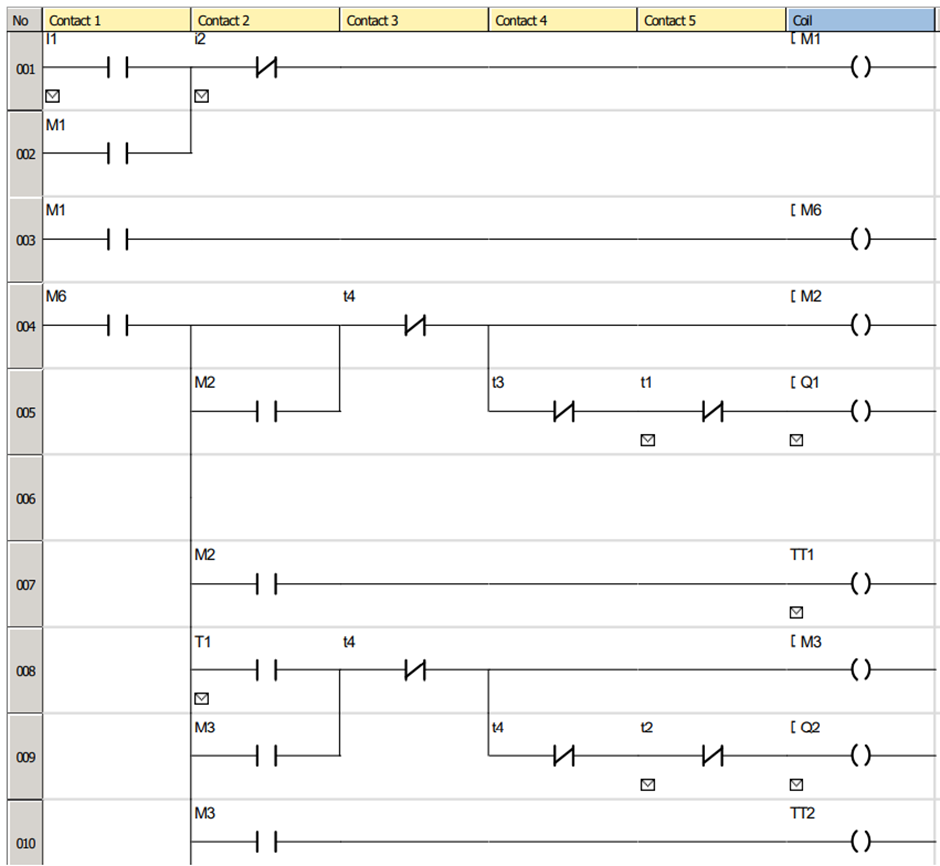 No Contact 1 Contact 2 Contact 3 Contact 4 Contact 5 Coil
I1 i2 [ M1
001
M1
002
M1 [ M6
003
M6 t4 [ M2
004
M2 t3 t1 [ Q1
005
006
M2 TT1
007
T1 t4 [ M3
008
M3 t4 t2 [ Q2
009
M3 TT2
010